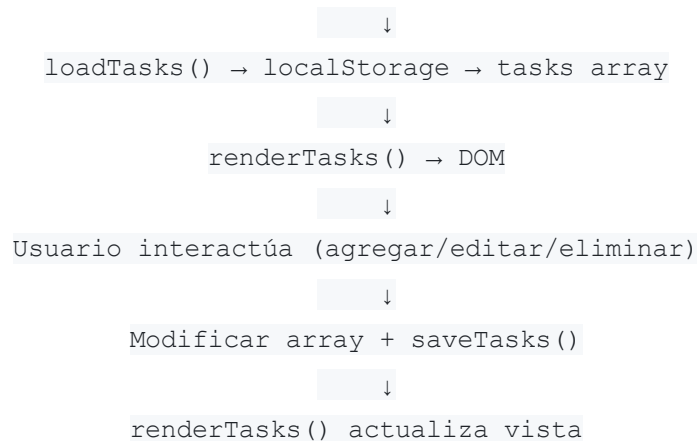 ↓
loadTasks() → localStorage → tasks array
↓
renderTasks() → DOM
↓
Usuario interactúa (agregar/editar/eliminar)
↓
Modificar array + saveTasks()
↓
renderTasks() actualiza vista